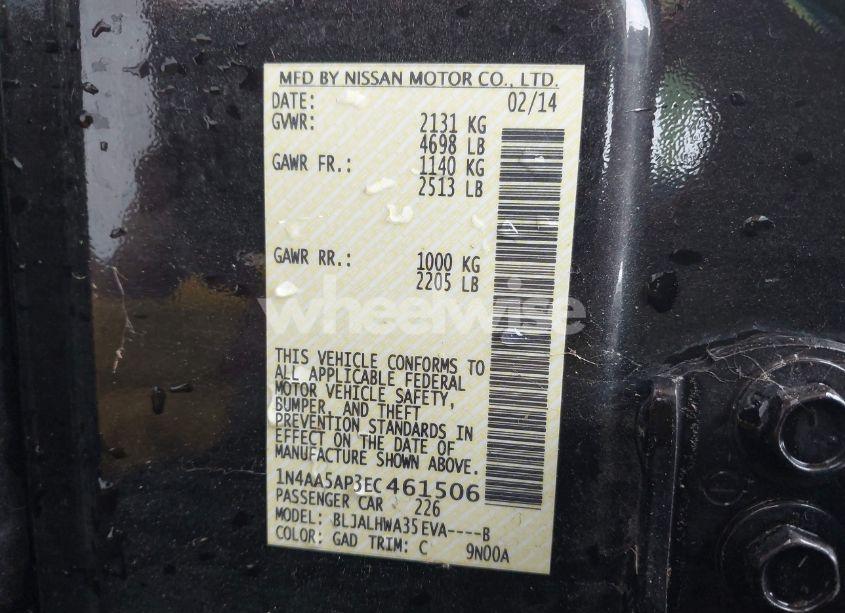 MFD BY NISSAN MOTOR CO., LTD.
DATE: 02/14
GVWR: 2131 KG
4698 LB
GAWR FR.: 1140 KG
2513 LB
GAWR RR.: 1000 KG
2205 LB
wheelwise
THIS VEHICLE CONFORMS TO
ALL APPLICABLE FEDERAL
MOTOR VEHICLE SAFETY,
BUMPER, AND THEFT
PREVENTION STANDARDS IN
EFFECT ON THE DATE OF
MANUFACTURE SHOWN ABOVE.
1N4AA5AP3EC461506
PASSENGER CAR 226
MODEL: BLJALHWA35EVA----B
COLOR: GAD TRIM: C 9N00A